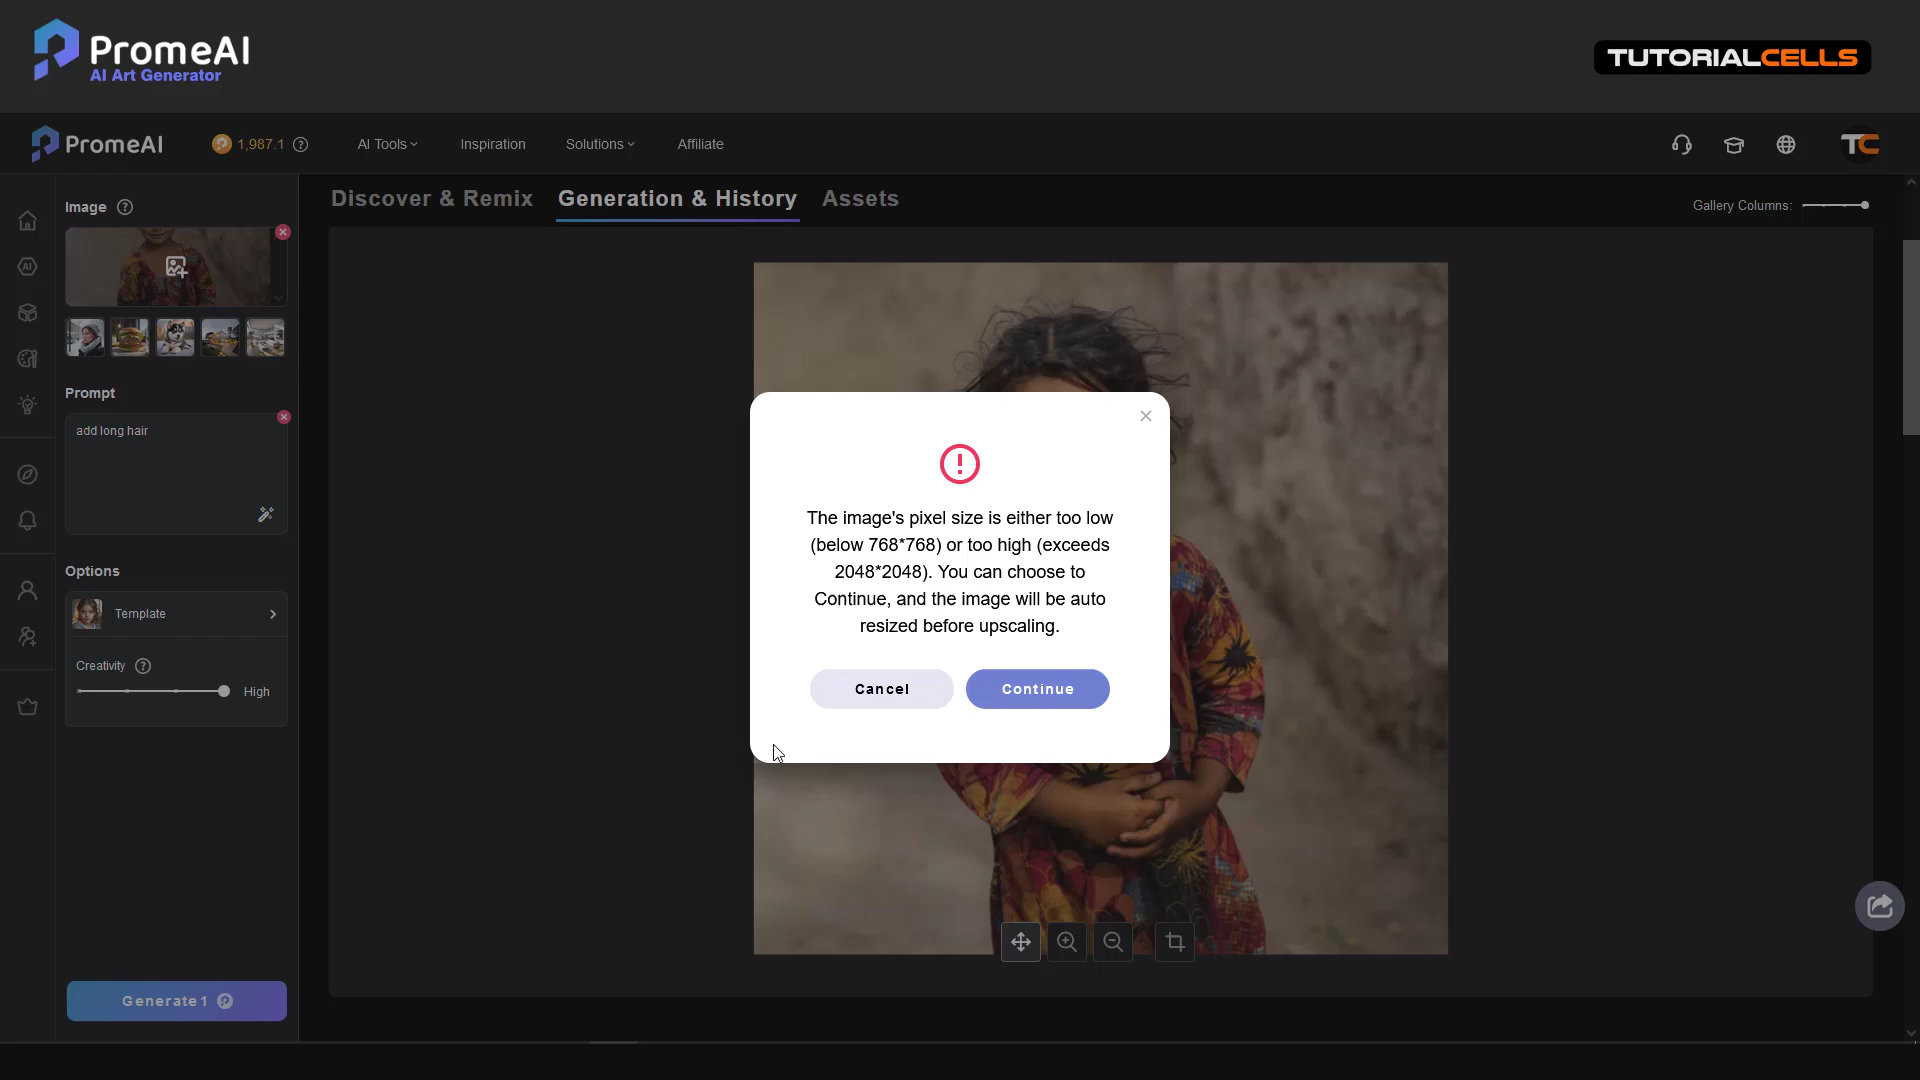 PromeAI
AI Art Generator
TUTORIALCELLS
PromeAI
1,987.1 ?
AI Tools
Inspiration
Solutions
Affiliate
TC
Image ?
Discover & Remix
Generation & History
Assets
Gallery Columns:
AI
Prompt
add long hair
Options
Template
Creativity ?
High
Generate 1
The image's pixel size is either too low
(below 768*768) or too high (exceeds
2048*2048). You can choose to
Continue, and the image will be auto
resized before upscaling.
Cancel
Continue